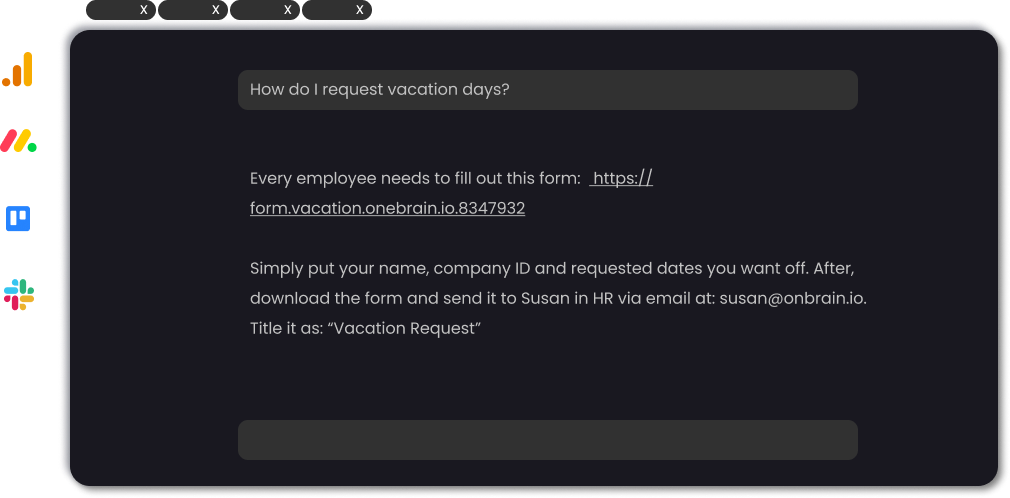 x x x x
How do I request vacation days?
Every employee needs to fill out this form: https://
form.vacation.onebrain.io.8347932
Simply put your name, company ID and requested dates you want off. After,
download the form and send it to Susan in HR via email at: susan@onbrain.io.
Title it as: “Vacation Request”